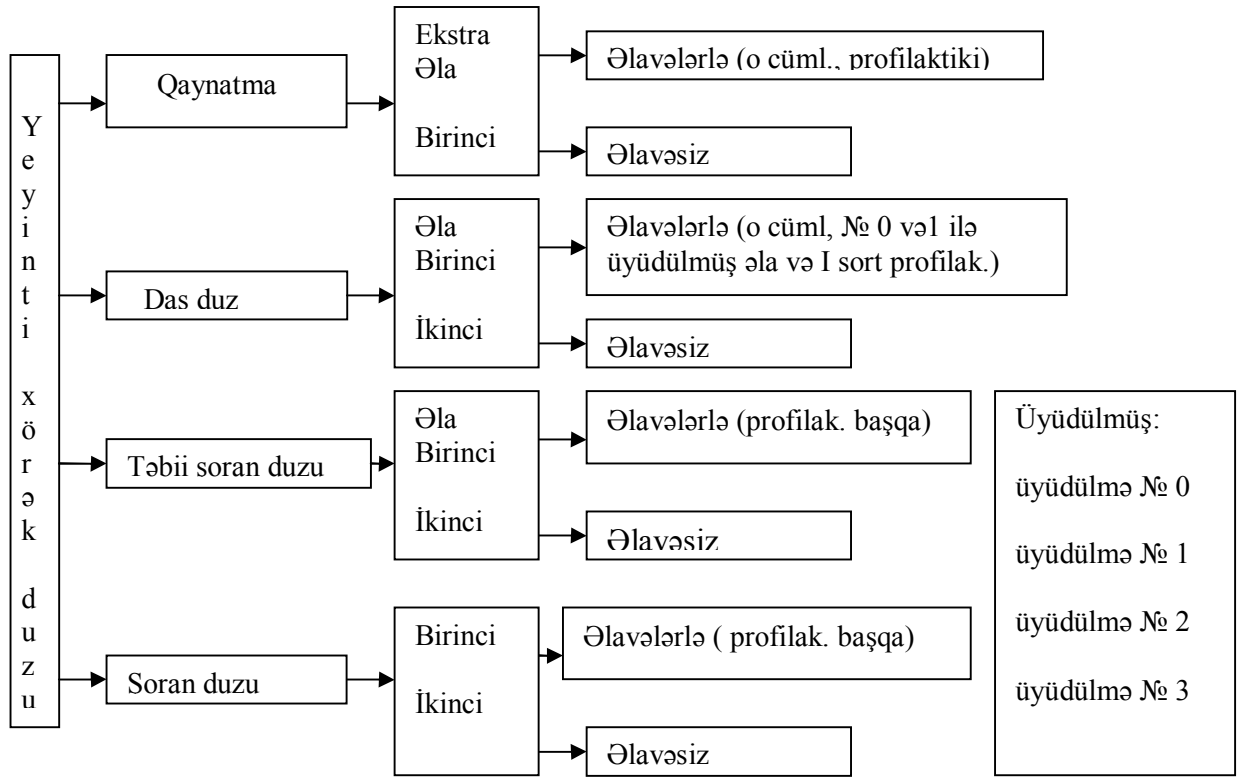 Yeyinti xörək duzu
Qaynatma
Ekstra
Əla
Birinci
Əlavələrlə (o cüml., profilaktiki)
Əlavəsiz
Das duz
Əla
Birinci
İkinci
Əlavələrlə (o cüml, № 0 və1 ilə
üyüdülmüş əla və I sort profilak.)
Əlavəsiz
Təbii soran duzu
Əla
Birinci
İkinci
Əlavələrlə (profilak. başqa)
Əlavəsiz
Soran duzu
Birinci
İkinci
Əlavələrlə ( profilak. başqa)
Əlavəsiz
Üyüdülmüş:
üyüdülmə № 0
üyüdülmə № 1
üyüdülmə № 2
üyüdülmə № 3